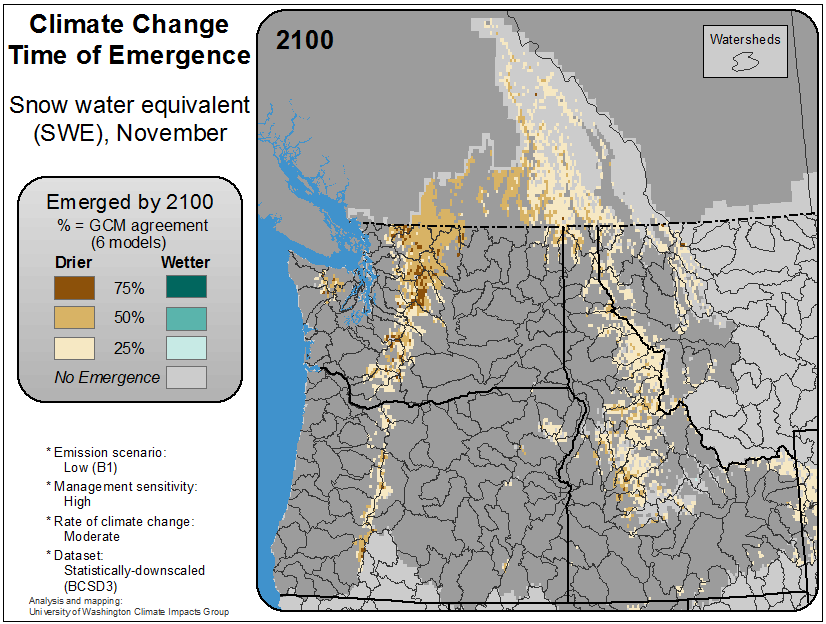 Climate Change
Time of Emergence
Snow water equivalent
(SWE), November
Emerged by 2100
% = GCM agreement
(6 models)
Drier Wetter
75%
50%
25%
No Emergence
* Emission scenario:
Low (B1)
* Management sensitivity:
High
* Rate of climate change:
Moderate
* Dataset:
Statistically-downscaled
(BCSD3)
Analysis and mapping:
University of Washington Climate Impacts Group
2100
Watersheds